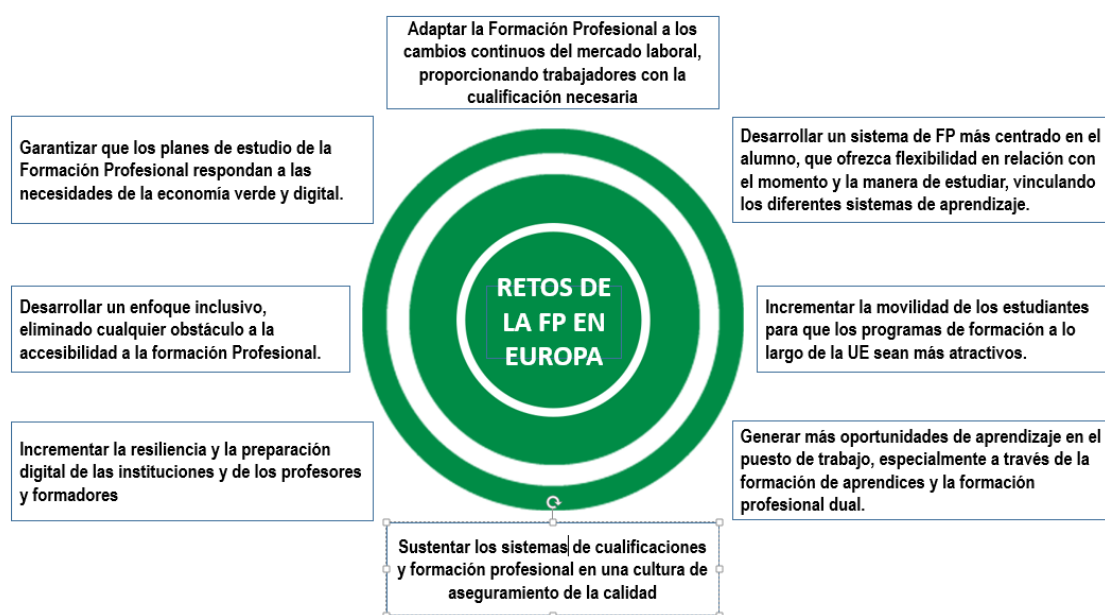 Adaptar la Formación Profesional a los
cambios continuos del mercado laboral,
proporcionando trabajadores con la
cualificación necesaria
Garantizar que los planes de estudio de la
Formación Profesional respondan a las
necesidades de la economía verde y digital.
Desarrollar un sistema de FP más centrado en el
alumno, que ofrezca flexibilidad en relación con
el momento y la manera de estudiar, vinculando
los diferentes sistemas de aprendizaje.
RETOS DE
LA FP EN
EUROPA
Desarrollar un enfoque inclusivo,
eliminado cualquier obstáculo a la
accesibilidad a la formación Profesional.
Incrementar la movilidad de los estudiantes
para que los programas de formación a lo
largo de la UE sean más atractivos.
Incrementar la resiliencia y la preparación
digital de las instituciones y de los profesores
y formadores
Generar más oportunidades de aprendizaje en el
puesto de trabajo, especialmente a través de la
formación de aprendices y la formación
profesional dual.
Sustentar los sistemas de cualificaciones
y formación profesional en una cultura de
aseguramiento de la calidad